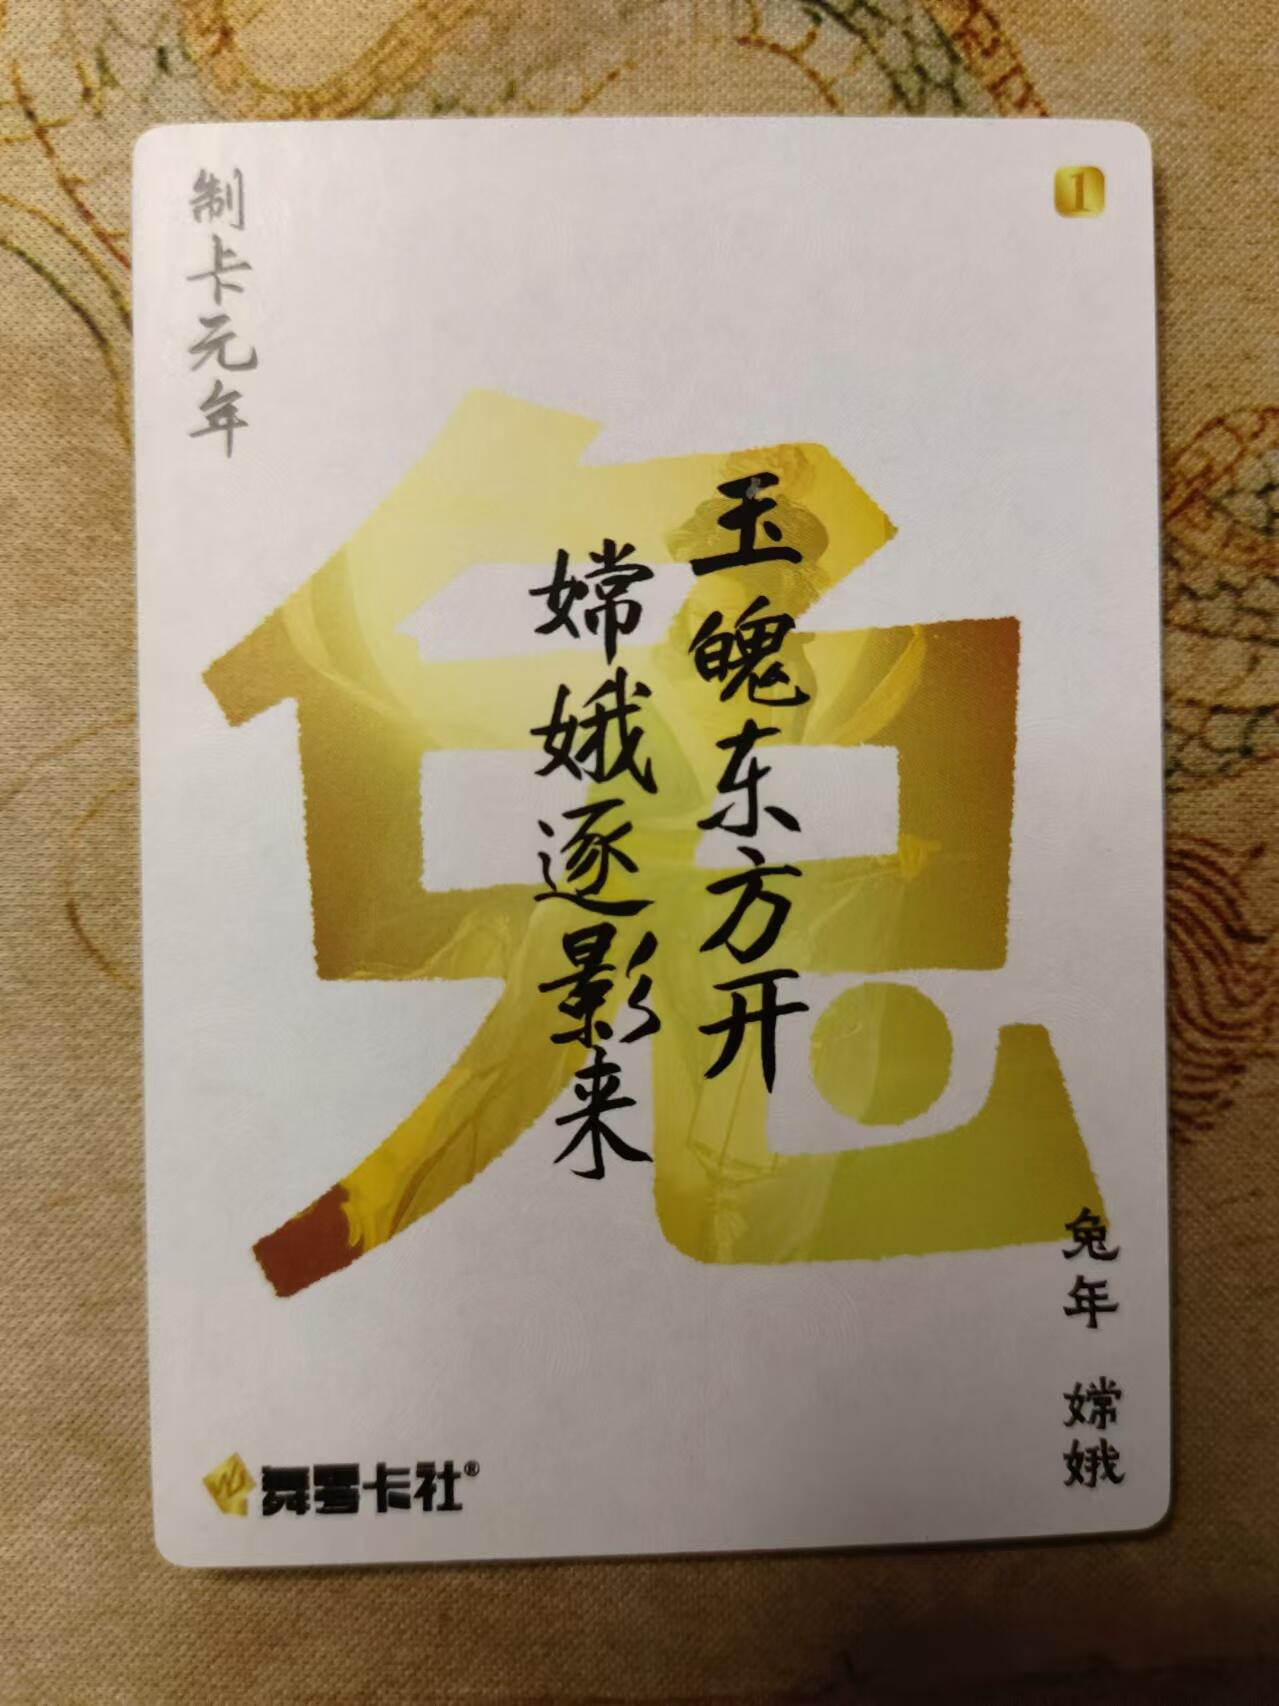 制卡元年
1
兔
玉魄东方开
嫦娥逐影来
兔年 嫦娥
舞雩卡社®